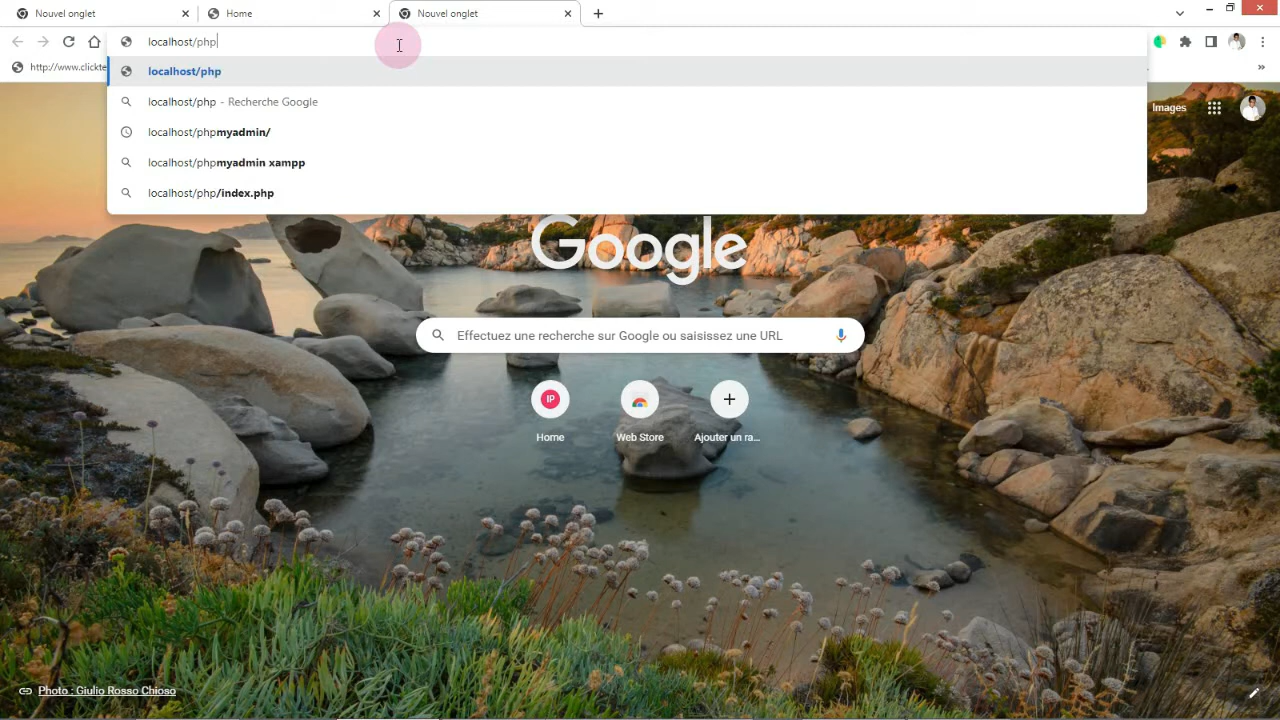 Nouvel onglet
Home
Nouvel onglet
localhost/php
http://www.clickte
localhost/php
localhost/php - Recherche Google
localhost/phpmyadmin/
localhost/phpmyadmin xampp
localhost/php/index.php
Images
Google
Effectuez une recherche sur Google ou saisissez une URL
IP
Home
Web Store
Ajouter un ra...
Photo : Giulio Rosso Chioso